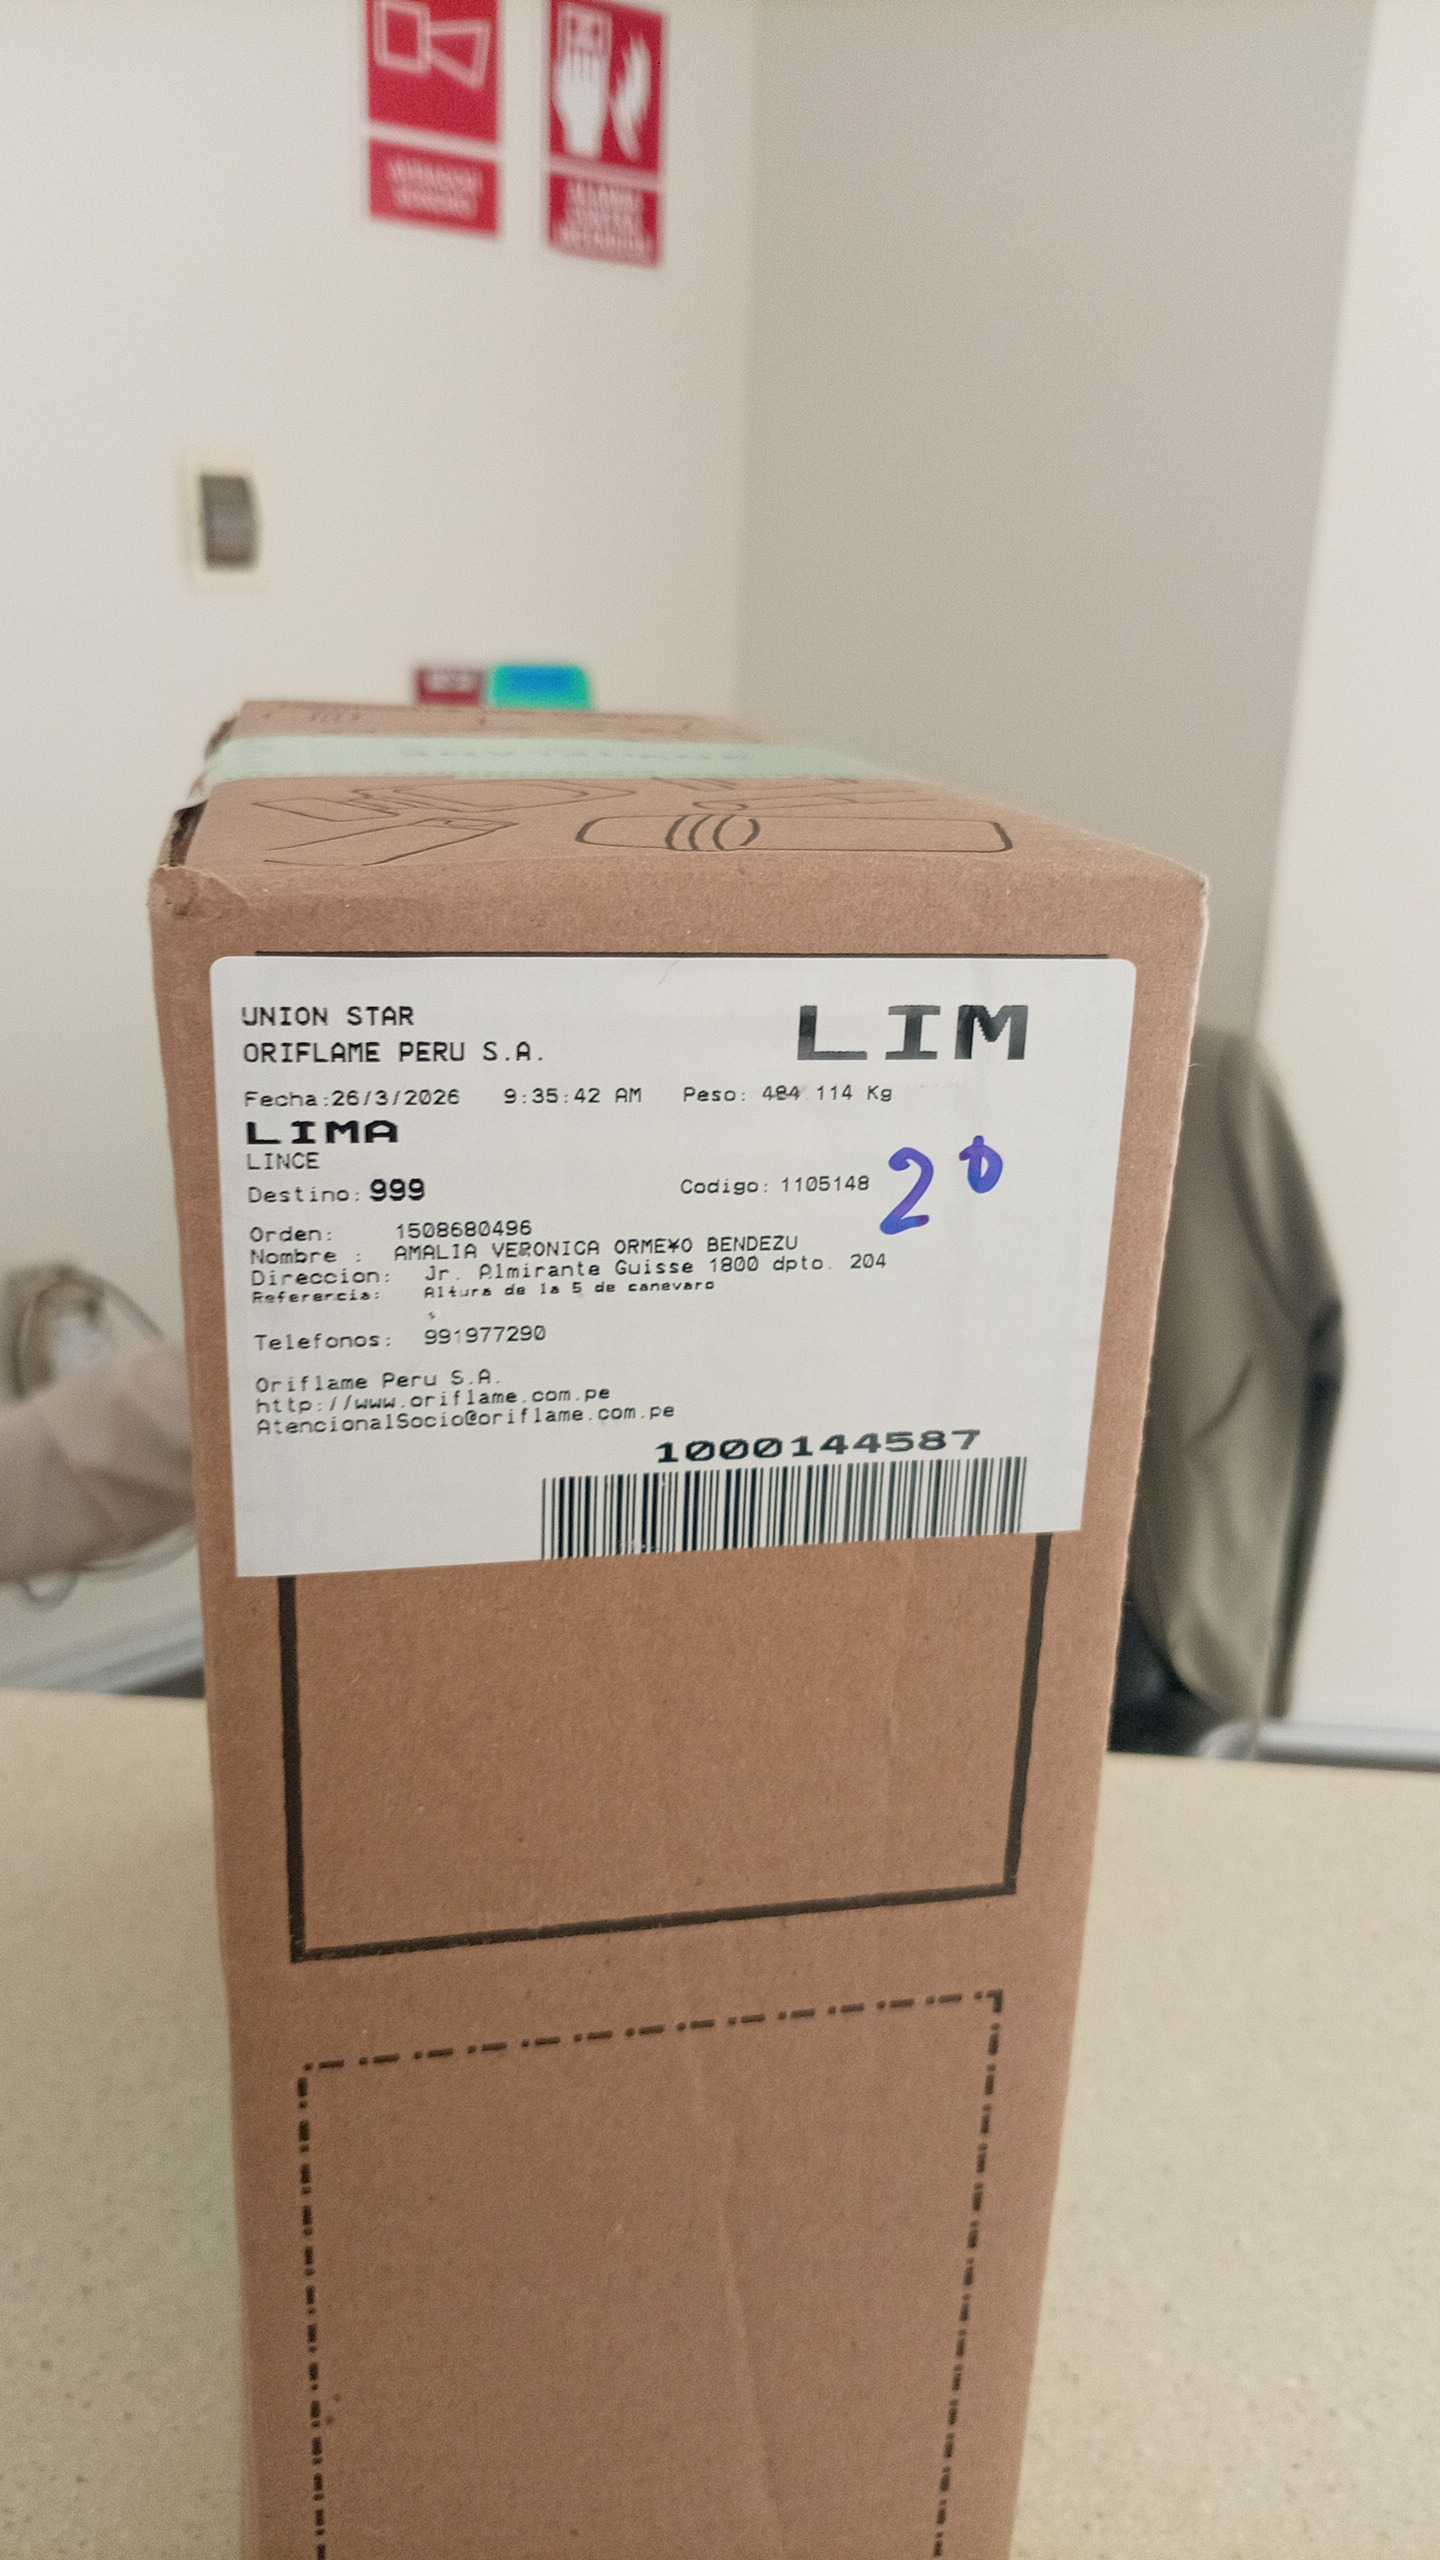 UNION STAR
LIM
ORIFLAME PERU S.A.
Fecha:26/3/2026 9:35:42 AM Peso: 484.114 Kg
LIMA
LINCE
Destino: 999 Codigo: 1105148
2º
Orden: 1508680496
Nombre : AMALIA VERONICA ORME¥O BENDEZU
Direccion: Jr. Almirante Guisse 1800 dpto. 204
Referercia: Altura de la 5 de canevaro
Telefonos: 991977290
Oriflame Peru S.A.
http://www.oriflame.com.pe
AtencionalSocio@oriflame.com.pe
1000144587